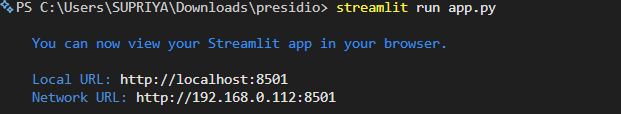 PS C:\Users\SUPRIYA\Downloads\presidio> streamlit run app.py
You can now view your Streamlit app in your browser.
Local URL: http://localhost:8501
Network URL: http://192.168.0.112:8501